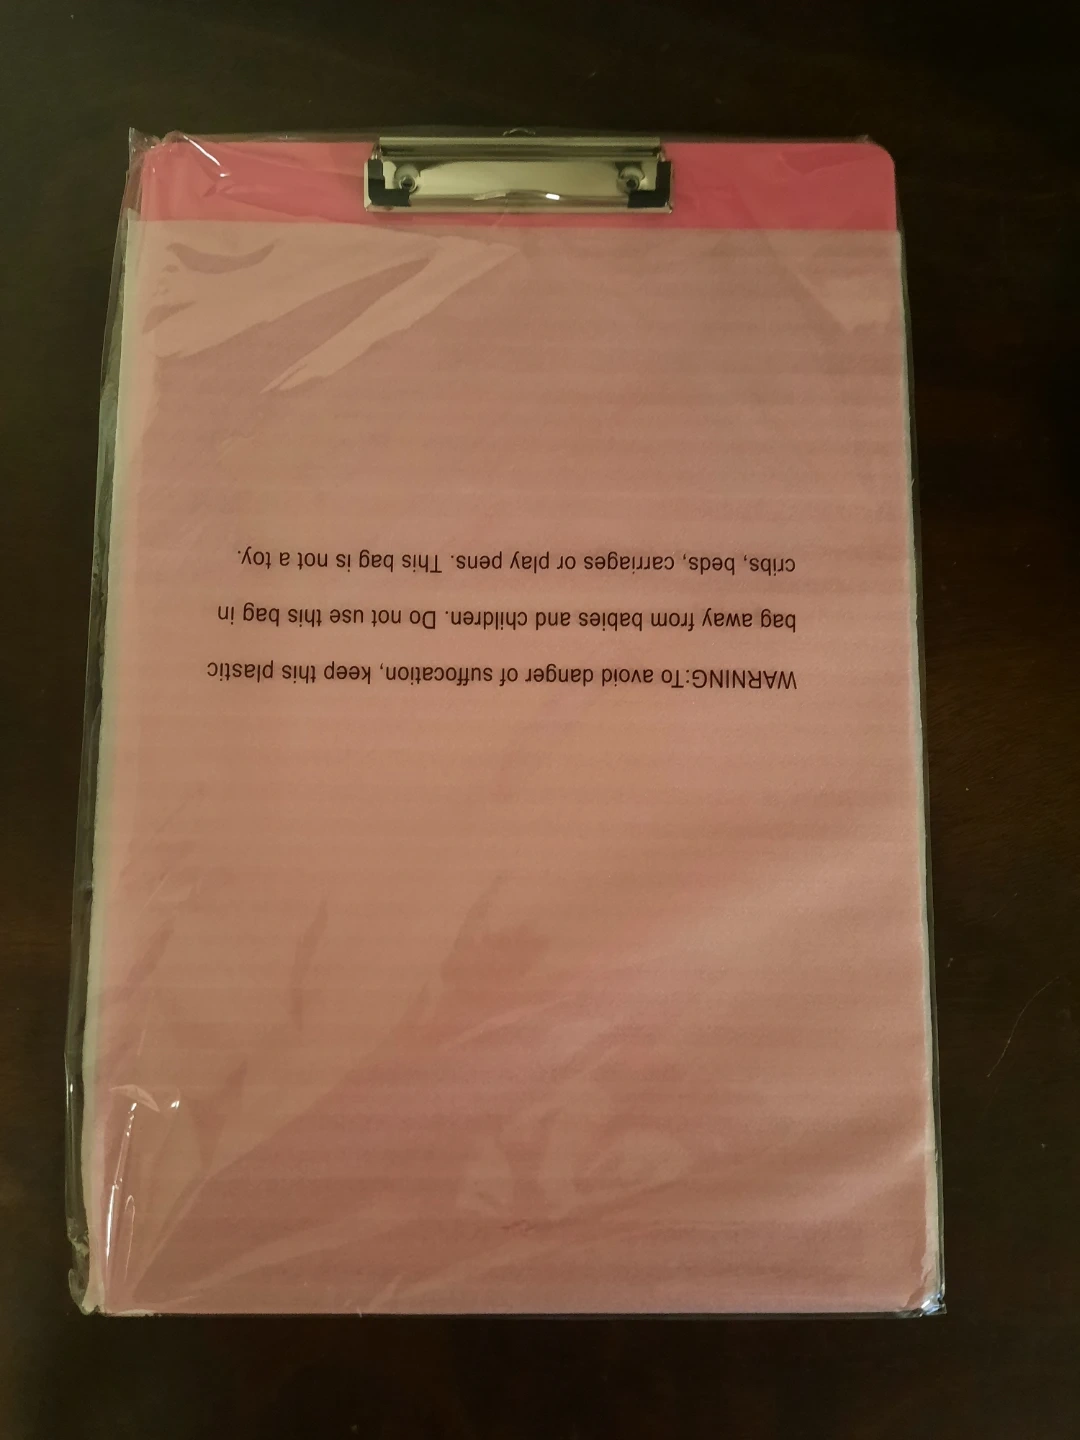 WARNING:To avoid danger of suffocation, keep this plastic
bag away from babies and children. Do not use this bag in
cribs, beds, carriages or play pens. This bag is not a toy.